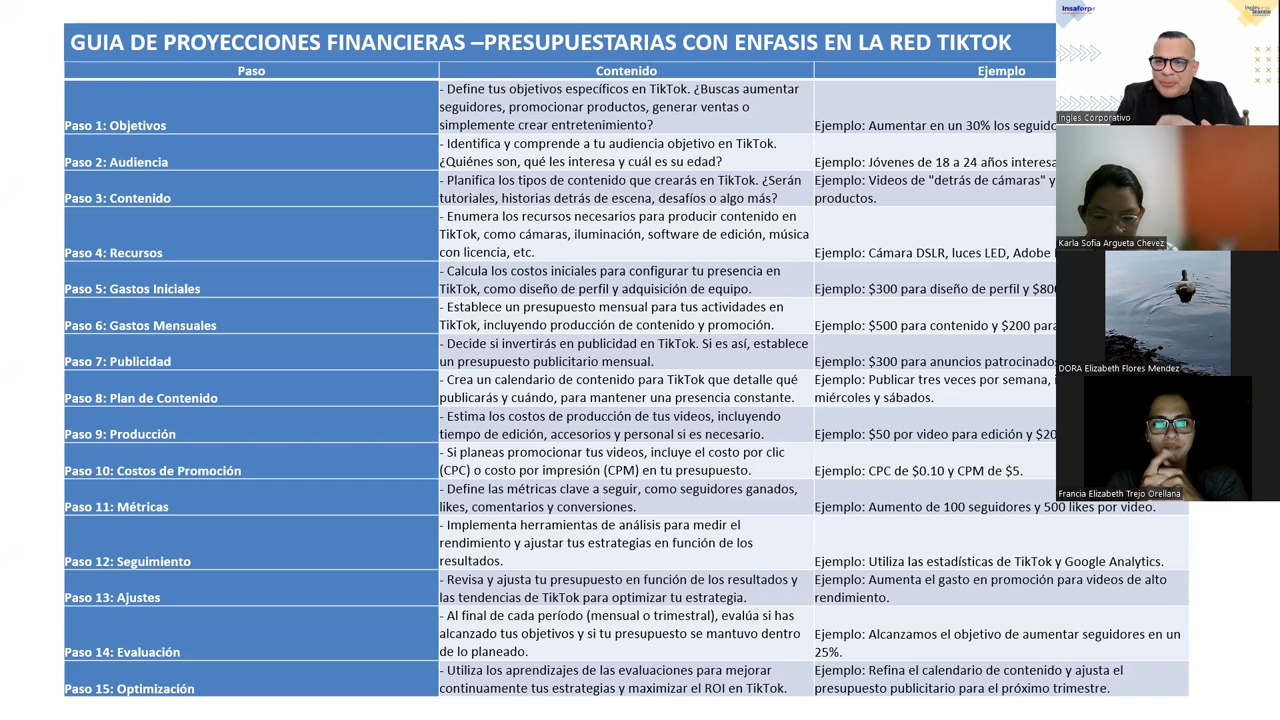 GUIA DE PROYECCIONES FINANCIERAS –PRESUPUESTARIAS CON ENFASIS EN LA RED TIKTOK
Paso Contenido Ejemplo
Paso 1: Objetivos
- Define tus objetivos específicos en TikTok. ¿Buscas aumentar
seguidores, promocionar productos, generar ventas o
simplemente crear entretenimiento?
Ejemplo: Aumentar en un 30% los
Paso 2: Audiencia
- Identifica y comprende a tu audiencia objetivo en TikTok.
¿Quiénes son, qué les interesa y cuál es su edad?
Ejemplo: Jóvenes de 18 a 24 años
Paso 3: Contenido
- Planifica los tipos de contenido que crearás en TikTok. ¿Serán
tutoriales, historias detrás de escena, desafíos o algo más?
Ejemplo: Videos de "detrás de cámaras" y
productos.
Paso 4: Recursos
- Enumera los recursos necesarios para producir contenido en
TikTok, como cámaras, iluminación, software de edición, música
con licencia, etc.
Ejemplo: Cámara DSLR, luces LED, Adobe
Paso 5: Gastos Iniciales
- Calcula los costos iniciales para configurar tu presencia en
TikTok, como diseño de perfil y adquisición de equipo.
Ejemplo: $300 para diseño de perfil y $800
Paso 6: Gastos Mensuales
- Establece un presupuesto mensual para tus actividades en
TikTok, incluyendo producción de contenido y promoción.
Ejemplo: $500 para contenido y $200 para
Paso 7: Publicidad
- Decide si invertirás en publicidad en TikTok. Si es así, establece
un presupuesto publicitario mensual.
Ejemplo: $300 para anuncios patrocinados
Paso 8: Plan de Contenido
- Crea un calendario de contenido para TikTok que detalle qué
publicarás y cuándo, para mantener una presencia constante.
Ejemplo: Publicar tres veces por semana,
miércoles y sábados.
Paso 9: Producción
- Estima los costos de producción de tus videos, incluyendo
tiempo de edición, accesorios y personal si es necesario.
Ejemplo: $50 por video para edición y
Paso 10: Costos de Promoción
- Si planeas promocionar tus videos, incluye el costo por clic
(CPC) o costo por impresión (CPM) en tu presupuesto.
Ejemplo: CPC de $0.10 y CPM de $5.
Paso 11: Métricas
- Define las métricas clave a seguir, como seguidores ganados,
likes, comentarios y conversiones.
Ejemplo: Aumento de 100 seguidores y 500 likes por video.
Paso 12: Seguimiento
- Implementa herramientas de análisis para medir el
rendimiento y ajustar tus estrategias en función de los
resultados.
Ejemplo: Utiliza las estadísticas de TikTok y Google Analytics.
Paso 13: Ajustes
- Revisa y ajusta tu presupuesto en función de los resultados y
las tendencias de TikTok para optimizar tu estrategia.
Ejemplo: Aumenta el gasto en promoción para videos de alto
rendimiento.
Paso 14: Evaluación
- Al final de cada período (mensual o trimestral), evalúa si has
alcanzado tus objetivos y si tu presupuesto se mantuvo dentro
de lo planeado.
Ejemplo: Alcanzamos el objetivo de aumentar seguidores en un
25%.
Paso 15: Optimización
- Utiliza los aprendizajes de las evaluaciones para mejorar
continuamente tus estrategias y maximizar el ROI en TikTok.
Ejemplo: Refina el calendario de contenido y ajusta el
presupuesto publicitario para el próximo trimestre.
Insaforp
Ingles Corporativo
Karla Sofia Argueta Chevez
DORA Elizabeth Flores Mendez
Francia Elizabeth Trejo Orellana